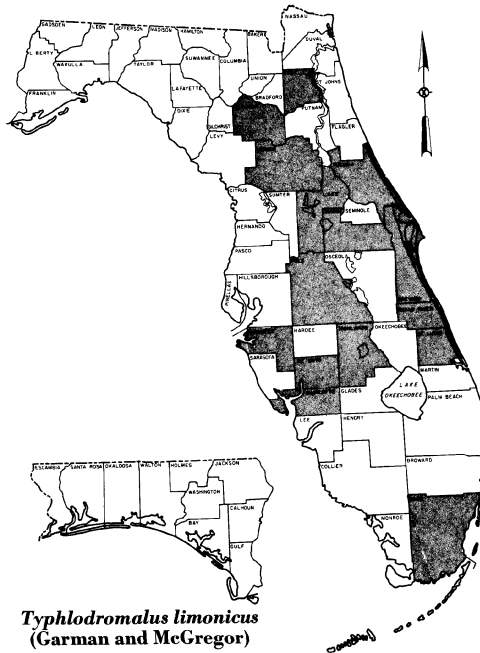 NASSAU
GADSDEN
LEON
JEFFERSON
MADISON
HAMILTON
BAKER
DUVAL
WAKULLA
TAYLOR
SUWANNEE
COLUMBIA
UNION
ST JOHNS
FRANKLIN
LAFAYETTE
BRADFORD
DIXIE
GILCHRIST
PUTNAM
LEVY
FLAGLER
CITRUS
SUMTER
LAKE
SEMINOLE
HERNANDO
PASCO
OSCEOLA
HILLSBOROUGH
PINELLAS
HARDEE
OKEECHOBEE
SARASOTA
MARTIN
LAKE
OKEECHOBEE
GLADES
PALM BEACH
LEE
HENDRY
COLLIER
BROWARD
MONROE
ESCAMBIA
SANTA ROSA
OKALOOSA
WALTON
HOLMES
JACKSON
WASHINGTON
BAY
CALHOUN
GULF
Typhlodromalus limonicus
(Garman and McGregor)